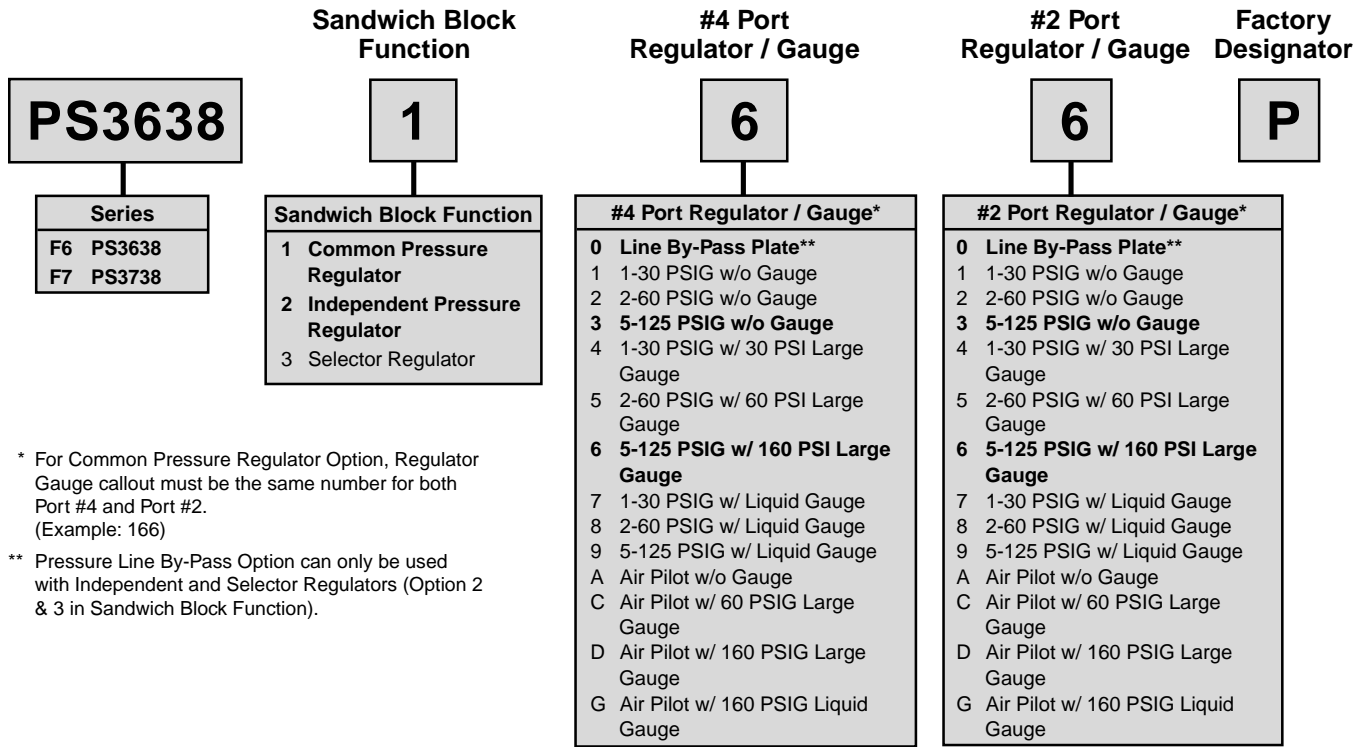 Sandwich Block
Function
#4 Port
Regulator / Gauge
#2 Port
Regulator / Gauge
Factory
Designator
PS3638
1
6
6
P
Series
F6 PS3638
F7 PS3738
Sandwich Block Function
1 Common Pressure
Regulator
2 Independent Pressure
Regulator
3 Selector Regulator
#4 Port Regulator / Gauge*
0 Line By-Pass Plate**
1 1-30 PSIG w/o Gauge
2 2-60 PSIG w/o Gauge
3 5-125 PSIG w/o Gauge
4 1-30 PSIG w/ 30 PSI Large
Gauge
5 2-60 PSIG w/ 60 PSI Large
Gauge
6 5-125 PSIG w/ 160 PSI Large
Gauge
7 1-30 PSIG w/ Liquid Gauge
8 2-60 PSIG w/ Liquid Gauge
9 5-125 PSIG w/ Liquid Gauge
A Air Pilot w/o Gauge
C Air Pilot w/ 60 PSIG Large
Gauge
D Air Pilot w/ 160 PSIG Large
Gauge
G Air Pilot w/ 160 PSIG Liquid
Gauge
#2 Port Regulator / Gauge*
0 Line By-Pass Plate**
1 1-30 PSIG w/o Gauge
2 2-60 PSIG w/o Gauge
3 5-125 PSIG w/o Gauge
4 1-30 PSIG w/ 30 PSI Large
Gauge
5 2-60 PSIG w/ 60 PSI Large
Gauge
6 5-125 PSIG w/ 160 PSI Large
Gauge
7 1-30 PSIG w/ Liquid Gauge
8 2-60 PSIG w/ Liquid Gauge
9 5-125 PSIG w/ Liquid Gauge
A Air Pilot w/o Gauge
C Air Pilot w/ 60 PSIG Large
Gauge
D Air Pilot w/ 160 PSIG Large
Gauge
G Air Pilot w/ 160 PSIG Liquid
Gauge
* For Common Pressure Regulator Option, Regulator
Gauge callout must be the same number for both
Port #4 and Port #2.
(Example: 166)
** Pressure Line By-Pass Option can only be used
with Independent and Selector Regulators (Option 2
& 3 in Sandwich Block Function).